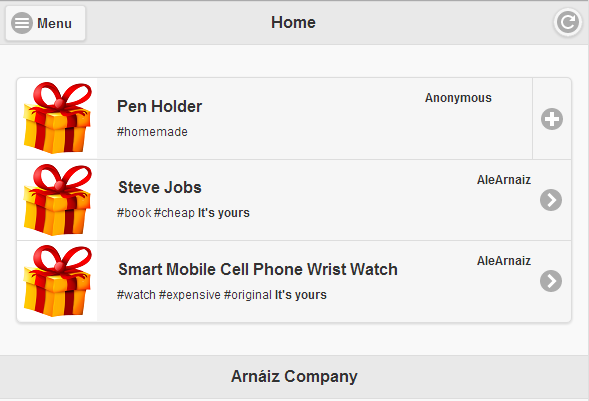 Menu
Home
Pen Holder
Anonymous
#homemade
Steve Jobs
AleArnaiz
#book #cheap It's yours
Smart Mobile Cell Phone Wrist Watch
AleArnaiz
#watch #expensive #original It's yours
Arnáiz Company